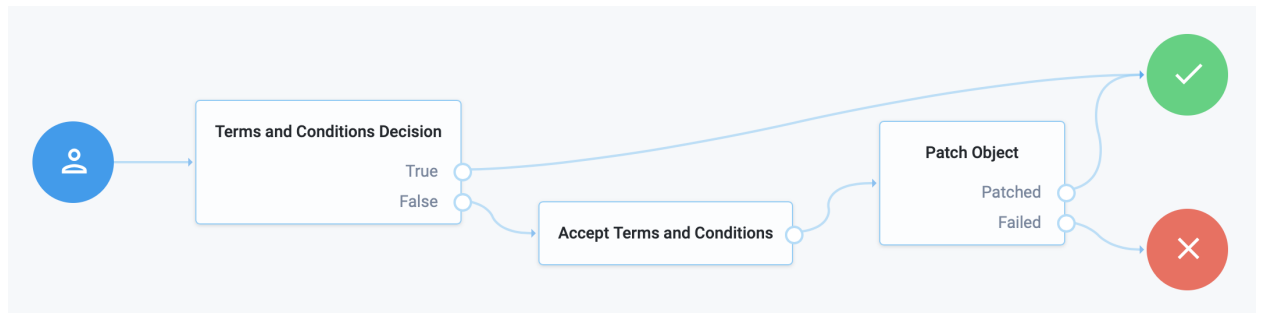 Terms and Conditions Decision
True
False
Accept Terms and Conditions
Patch Object
Patched
Failed